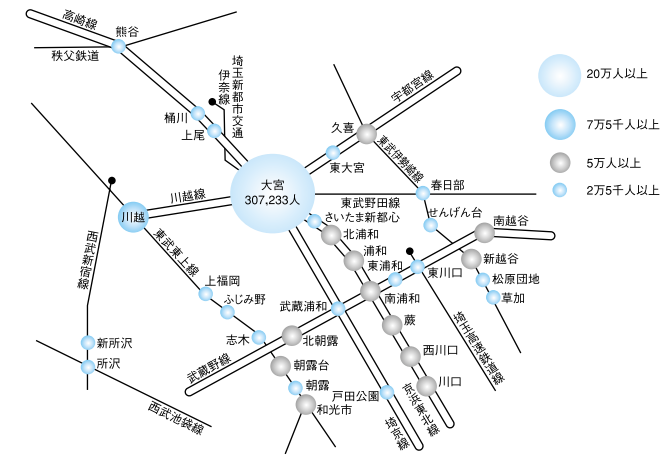 高崎線
熊谷
秩父鉄道
埼玉新都市交通
伊奈線
桶川
上尾
宇都宮線
久喜
東大宮
東武伊勢崎線
春日部
せんげん台
南越谷
大宮
307,233人
川越線
川越
東武野田線
さいたま新都心
北浦和
浦和
東浦和
東川口
南浦和
新越谷
松原団地
草加
西武新宿線
東武東上線
上福岡
ふじみ野
志木
武蔵浦和
北朝霞
武蔵野線
朝霞台
朝霞
和光市
戸田公園
蕨
西川口
川口
埼京線
京浜東北線
埼玉高速鉄道線
新所沢
所沢
西武池袋線
20万人以上
7万5千人以上
5万人以上
2万5千人以上